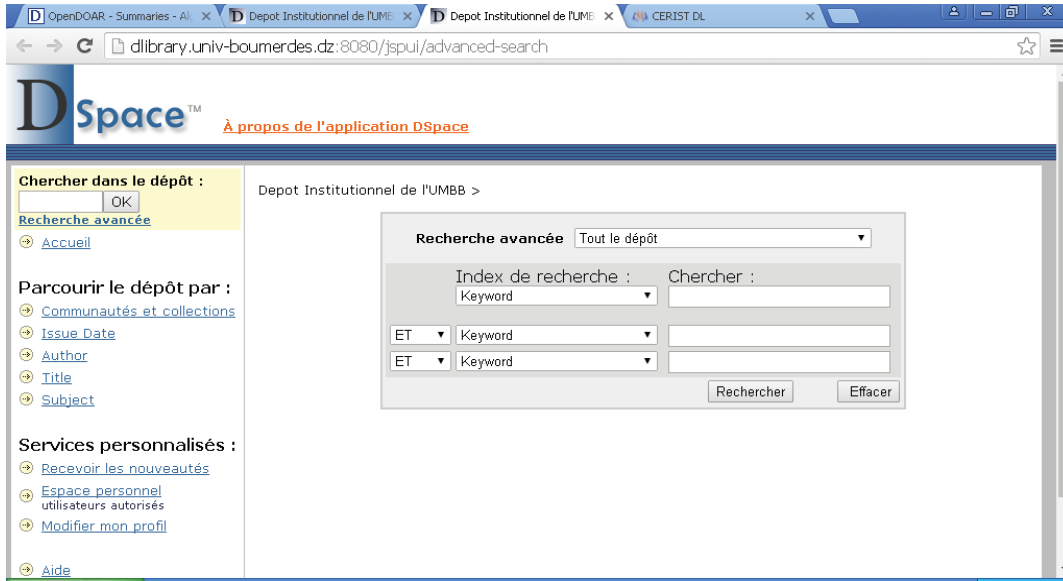 OpenDOAR - Summaries - Al
Depot Institutionnel de l'UMB
Depot Institutionnel de l'UMB
CERIST DL
dlibrary.univ-boumerdes.dz:8080/jspui/advanced-search
DSpace™
À propos de l'application DSpace
Chercher dans le dépôt :
OK
Recherche avancée
Accueil
Parcourir le dépôt par :
Communautés et collections
Issue Date
Author
Title
Subject
Services personnalisés :
Recevoir les nouveautés
Espace personnel
utilisateurs autorisés
Modifier mon profil
Aide
Depot Institutionnel de l'UMBB >
Recherche avancée Tout le dépôt
Index de recherche : Chercher :
Keyword
ET Keyword
ET Keyword
Rechercher Effacer